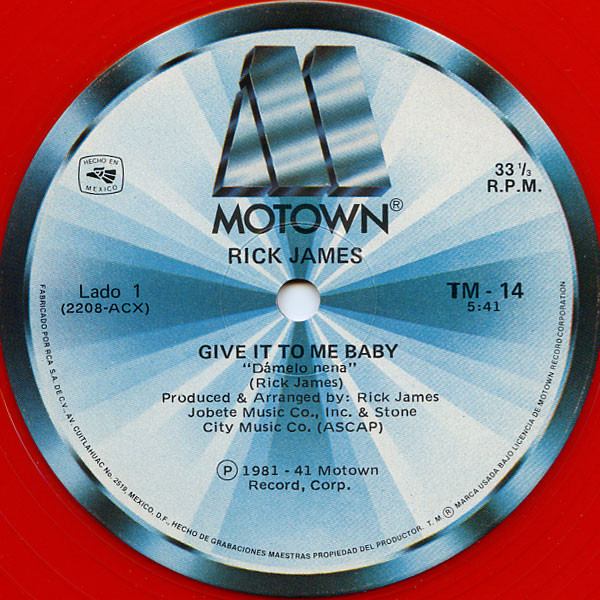 HECHO EN
MEXICO
33 1/3
R.P.M.
MOTOWN®
RICK JAMES
Lado 1
(2208-ACX)
TM - 14
5:41
GIVE IT TO ME BABY
"Dámelo nena"
(Rick James)
Produced & Arranged by: Rick James
Jobete Music Co., Inc. & Stone
City Music Co. (ASCAP)
Ⓟ 1981 - 41 Motown
Record, Corp.
FABRICADO POR RCA S.A. DE C.V., AV. CUITLAHUAC No. 2519, MEXICO, D.F., HECHO DE GRABACIONES MAESTRAS PROPIEDAD DEL PRODUCTOR. T. M. ® MARCA USADA BAJO LICENCIA DE MOTOWN RECORD CORPORATION